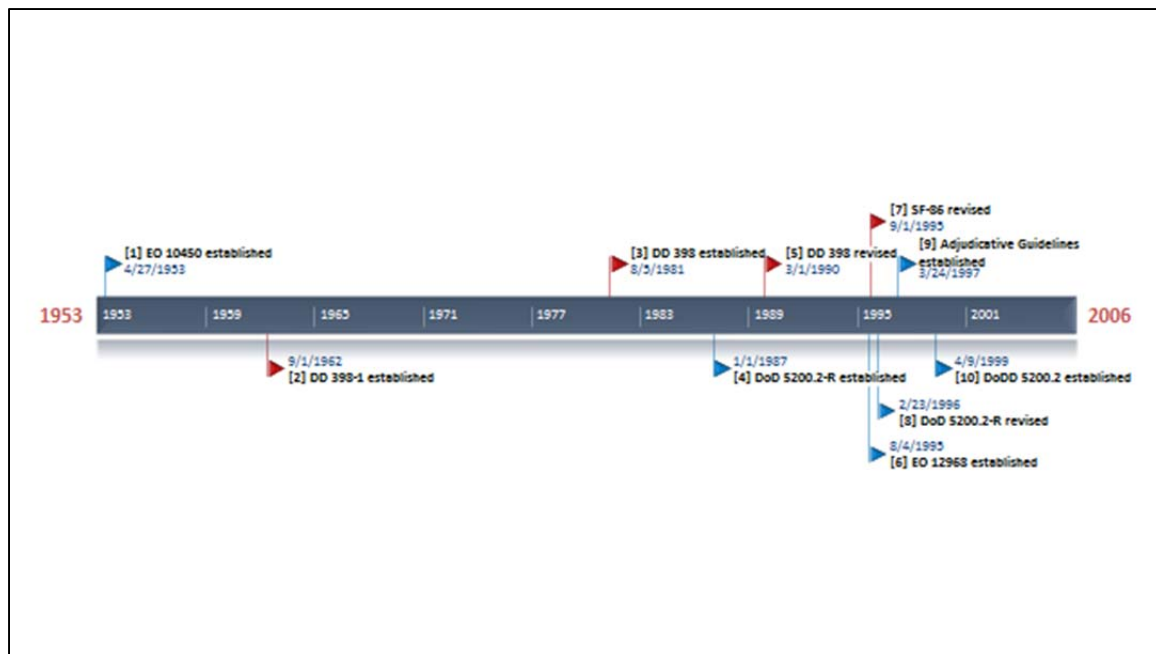 [7] SF-86 revised
9/1/1995
[1] EO 10450 established
4/27/1953
[3] DD 398 established
8/5/1981
[5] DD 398 revised
3/1/1990
[9] Adjudicative Guidelines
established
3/24/1997
1953
1953
1959
1965
1971
1977
1983
1989
1995
2001
2006
9/1/1962
[2] DD 398-1 established
1/1/1987
[4] DoD 5200.2-R established
4/9/1999
[10] DoDD 5200.2 established
2/23/1996
[8] DoD 5200.2-R revised
8/4/1995
[6] EO 12968 established